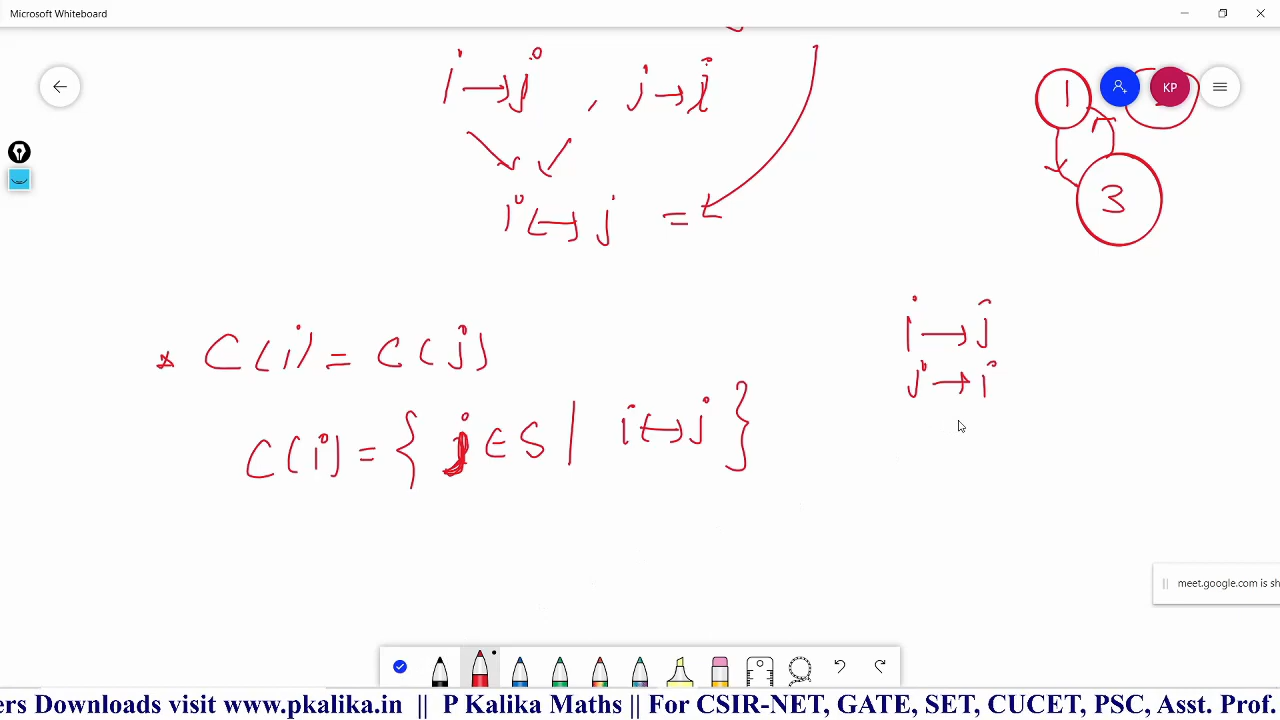 Microsoft Whiteboard
i → j , j → i
i ↔ j =
1
KP
3
i → j
j → i
* C(i) = C(j)
C(i) = { j ∈ S | i ↔ j }
meet.google.com is sh
ers Downloads visit www.pkalika.in || P Kalika Maths || For CSIR-NET, GATE, SET, CUCET, PSC, Asst. Prof.